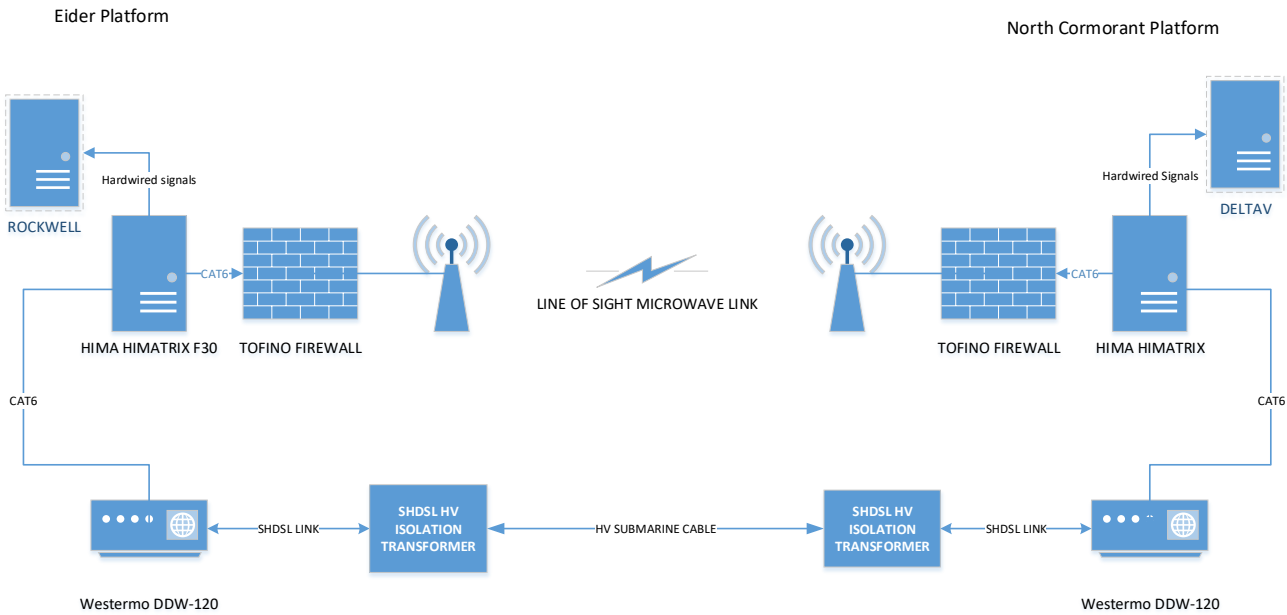 Eider Platform
North Cormorant Platform
Hardwired signals
Hardwired Signals
ROCKWELL
DELTAV
CAT6
CAT6
LINE OF SIGHT MICROWAVE LINK
HIMA HIMATRIX F30
TOFINO FIREWALL
TOFINO FIREWALL
HIMA HIMATRIX
CAT6
CAT6
SHDSL HV
ISOLATION
TRANSFORMER
SHDSL HV
ISOLATION
TRANSFORMER
SHDSL LINK
HV SUBMARINE CABLE
SHDSL LINK
Westermo DDW-120
Westermo DDW-120